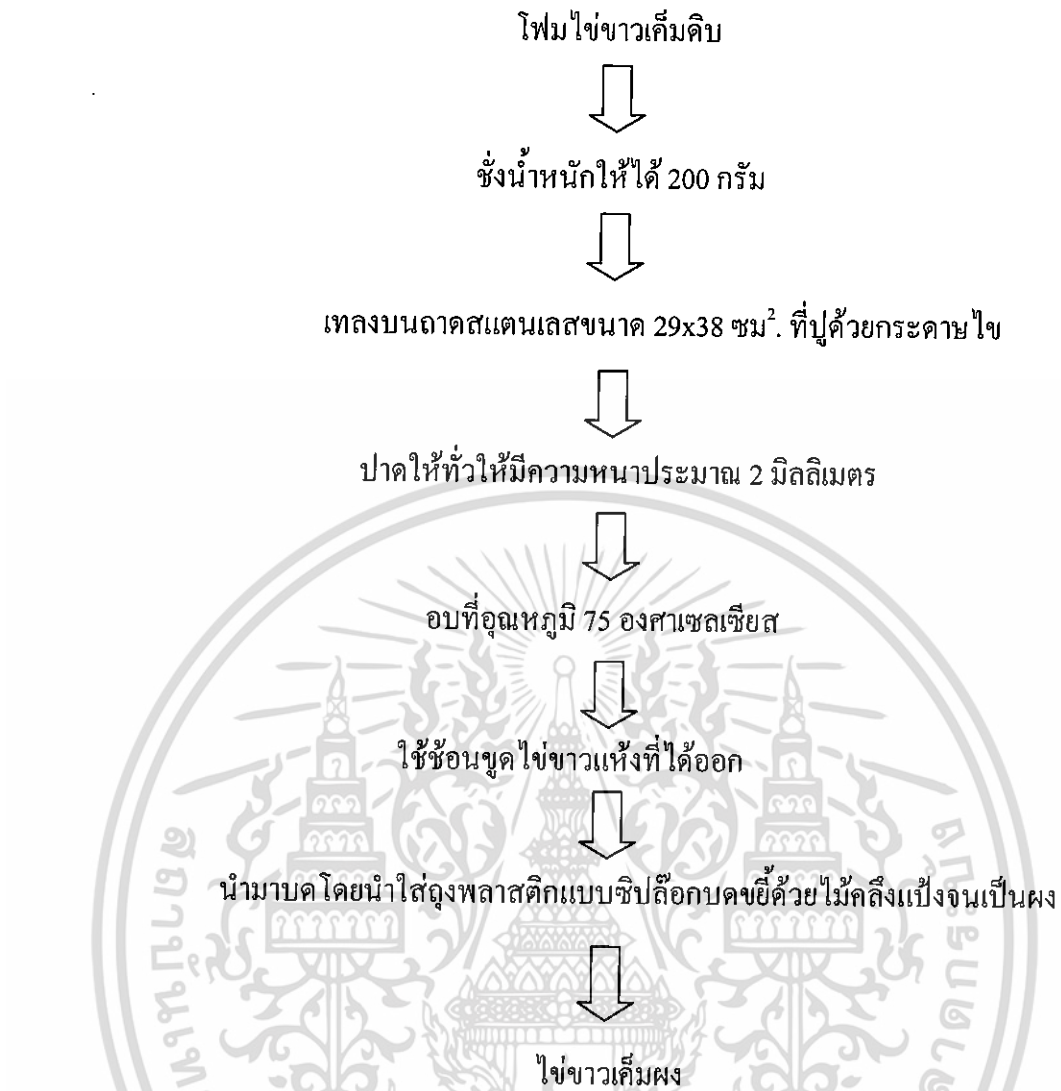 โฟมไข่ขาวเค็มดิบ
ชั่งน้ำหนักให้ได้ 200 กรัม
เทลงบนถาดสแตนเลสขนาด 29x38 ซม². ที่ปูด้วยกระดาษไข
ปาดให้ทั่วให้มีความหนาประมาณ 2 มิลลิเมตร
อบที่อุณหภูมิ 75 องศาเซลเซียส
ใช้ช้อนขูดไข่ขาวแห้งที่ได้ออก
นำมาบดโดยนำใส่ถุงพลาสติกแบบซิปล๊อกบดขยี้ด้วยไม้คลึงแป้งจนเป็นผง
ไข่ขาวเค็มผง